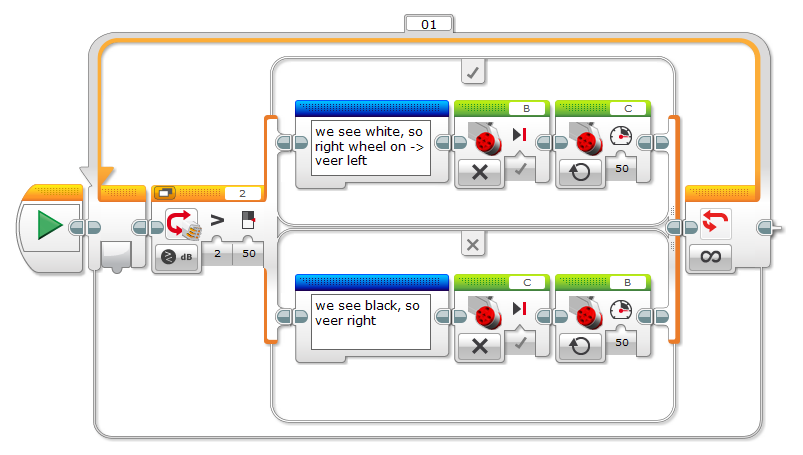 01
2
dB
2
50
we see white, so
right wheel on ->
veer left
B
C
50
we see black, so
veer right
C
B
50